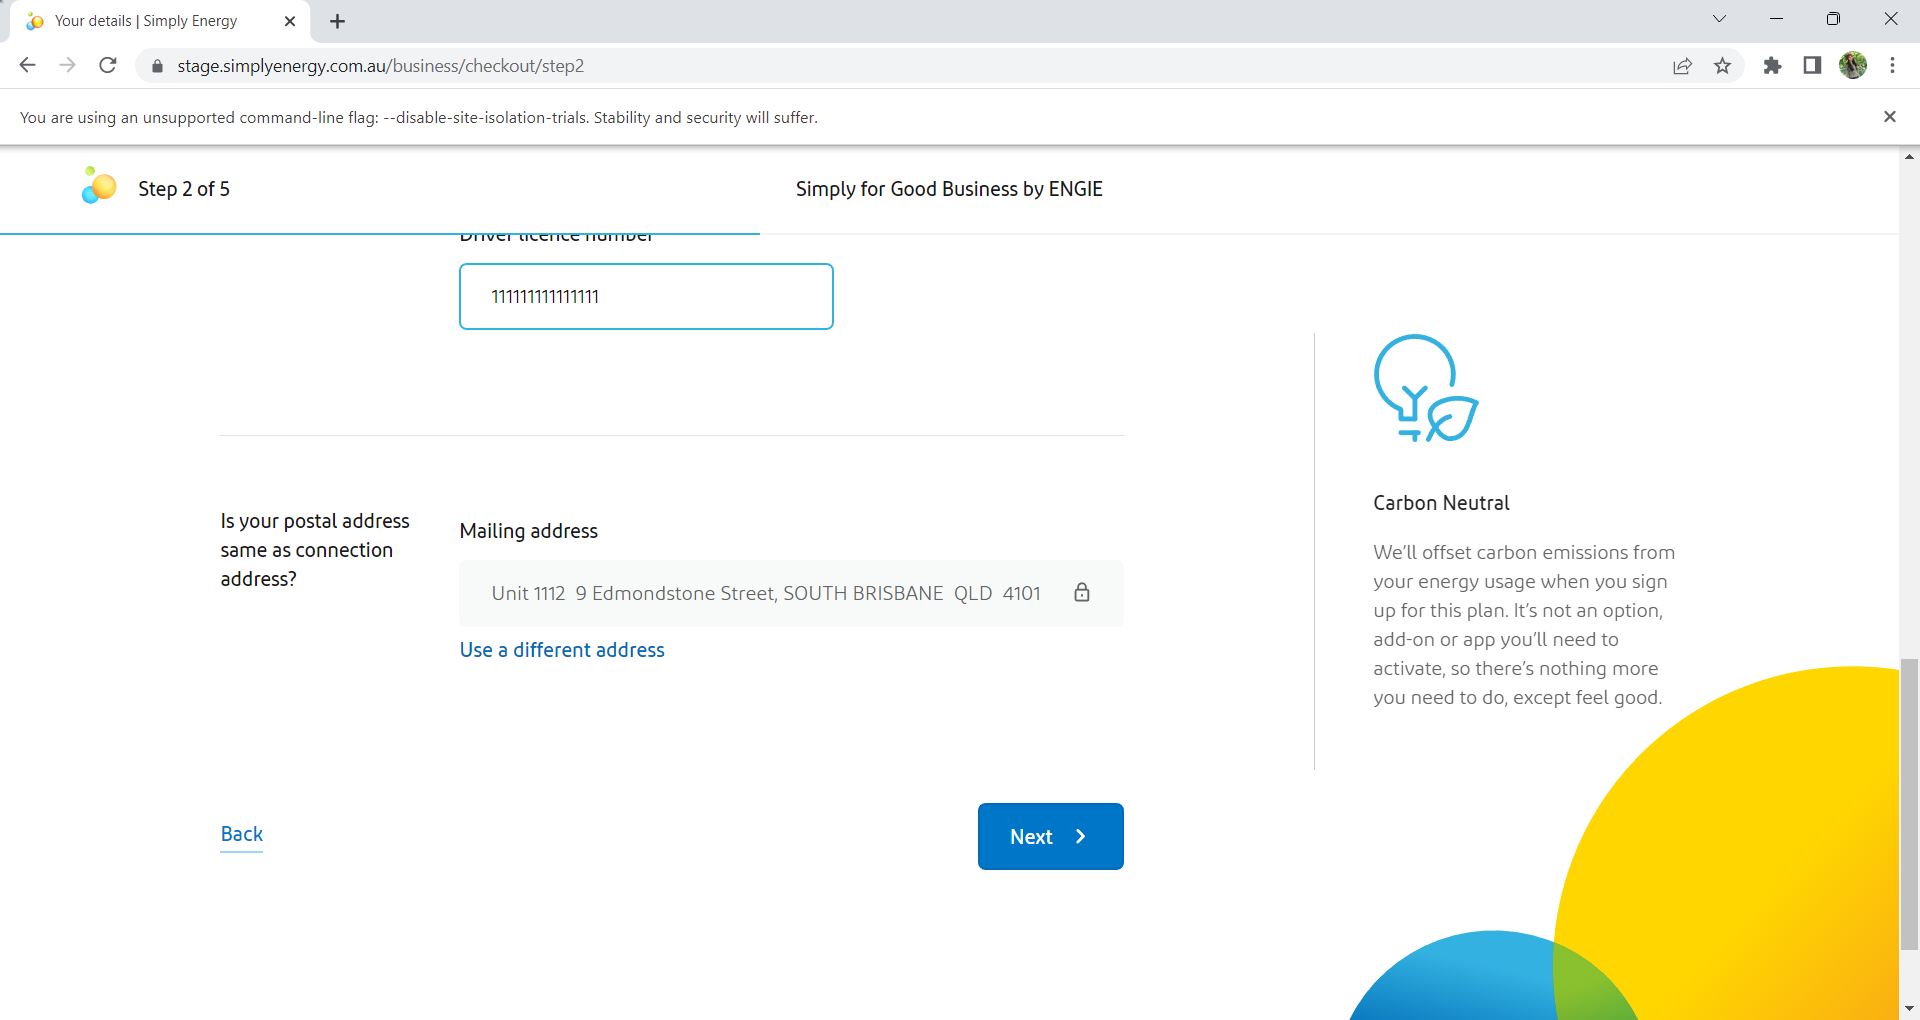 Your details | Simply Energy
stage.simplyenergy.com.au/business/checkout/step2
You are using an unsupported command-line flag: --disable-site-isolation-trials. Stability and security will suffer.
Step 2 of 5
Simply for Good Business by ENGIE
Driver licence number
111111111111111
Is your postal address
same as connection
address?
Mailing address
Unit 1112  9 Edmondstone Street, SOUTH BRISBANE  QLD  4101
Use a different address
Carbon Neutral
We'll offset carbon emissions from
your energy usage when you sign
up for this plan. It's not an option,
add-on or app you'll need to
activate, so there's nothing more
you need to do, except feel good.
Back
Next